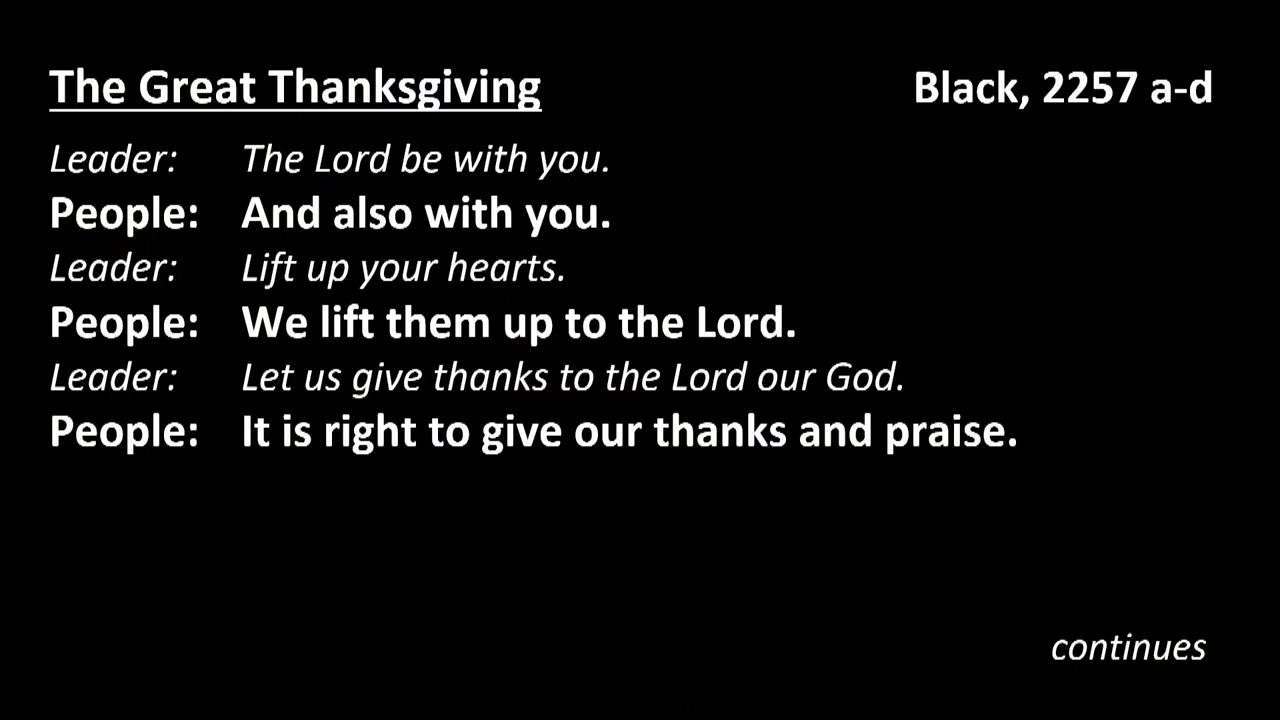 The Great Thanksgiving Black, 2257 a-d
Leader: The Lord be with you.
People: And also with you.
Leader: Lift up your hearts.
People: We lift them up to the Lord.
Leader: Let us give thanks to the Lord our God.
People: It is right to give our thanks and praise.
continues